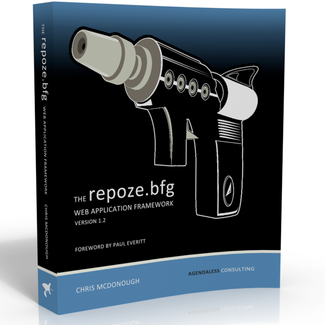 THE repoze.bfg WEB APPLICATION FRAMEWORK
CHRIS MCDONOUGH
THE repoze.bfg
WEB APPLICATION FRAMEWORK
VERSION 1.2
FOREWORD BY PAUL EVERITT
AGENDALESS CONSULTING
CHRIS MCDONOUGH